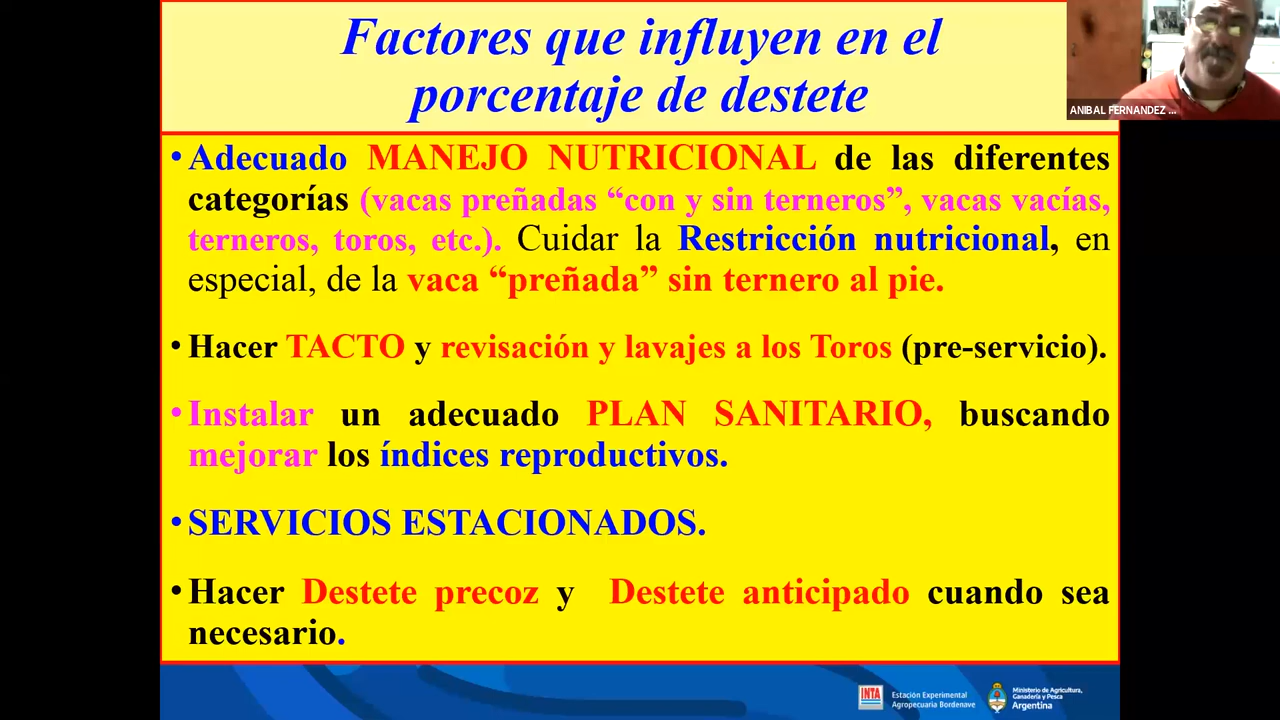 Factores que influyen en el
porcentaje de destete
ANIBAL FERNANDEZ ...
• Adecuado MANEJO NUTRICIONAL de las diferentes
categorías (vacas preñadas “con y sin terneros”, vacas vacías,
terneros, toros, etc.). Cuidar la Restricción nutricional, en
especial, de la vaca “preñada” sin ternero al pie.
• Hacer TACTO y revisación y lavajes a los Toros (pre-servicio).
• Instalar un adecuado PLAN SANITARIO, buscando
mejorar los índices reproductivos.
• SERVICIOS ESTACIONADOS.
• Hacer Destete precoz y Destete anticipado cuando sea
necesario.
INTA
Estación Experimental
Agropecuaria Bordenave
Ministerio de Agricultura,
Ganadería y Pesca
Argentina